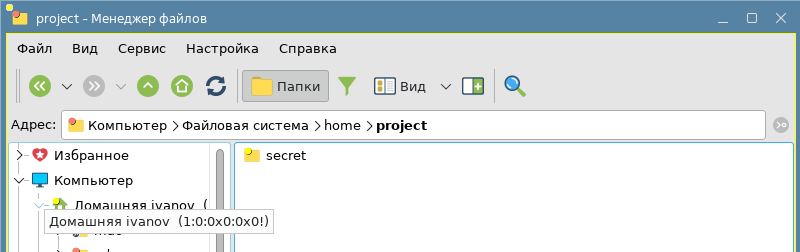 project - Менеджер файлов
Файл Вид Сервис Настройка Справка
Папки Вид
Адрес: Компьютер Файловая система home project
Избранное secret
Компьютер
Домашняя ivanov (
Домашняя ivanov (1:0:0x0:0x0!)